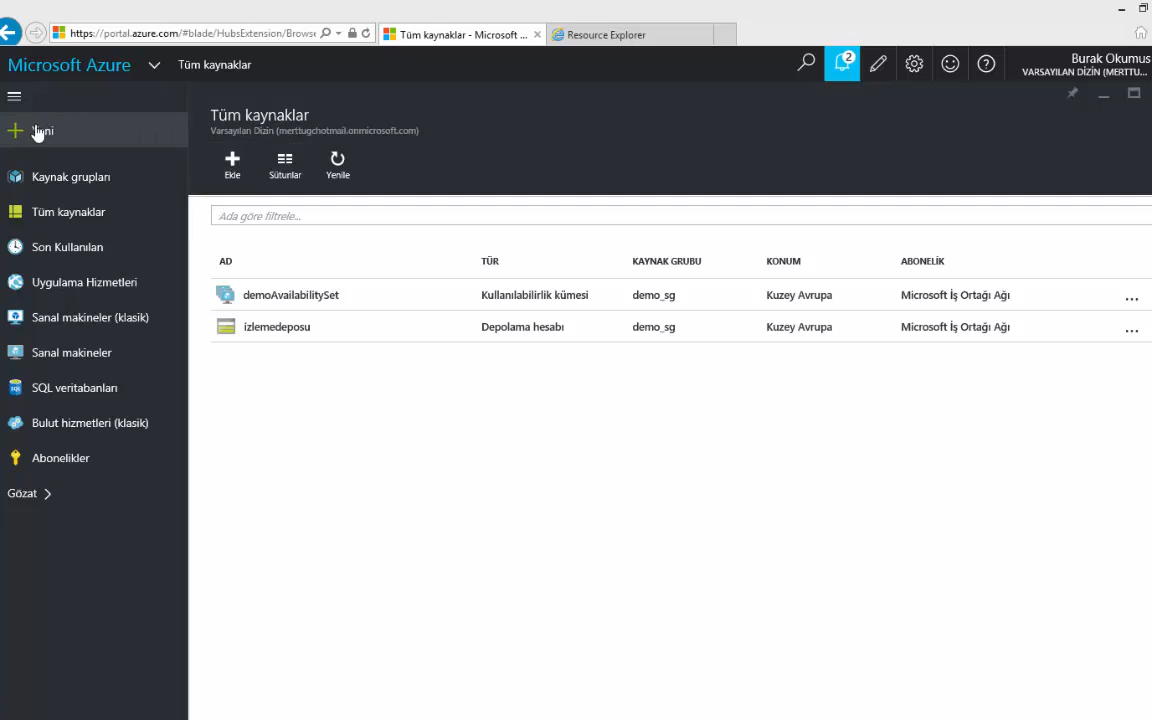 https://portal.azure.com/#blade/HubsExtension/Browse
Tüm kaynaklar - Microsoft ...
Resource Explorer
Microsoft Azure
Tüm kaynaklar
2
Burak Okumus
VARSAYILAN DİZİN (MERTTU...
Yeni
Kaynak grupları
Tüm kaynaklar
Son Kullanılan
Uygulama Hizmetleri
Sanal makineler (klasik)
Sanal makineler
SQL veritabanları
Bulut hizmetleri (klasik)
Abonelikler
Gözat
Tüm kaynaklar
Varsayılan Dizin (merttugchotmail.onmicrosoft.com)
Ekle Sütunlar Yenile
Ada göre filtrele...
AD TÜR KAYNAK GRUBU KONUM ABONELİK
demoAvailabilitySet Kullanılabilirlik kümesi demo_sg Kuzey Avrupa Microsoft İş Ortağı Ağı ...
izlemedeposu Depolama hesabı demo_sg Kuzey Avrupa Microsoft İş Ortağı Ağı ...